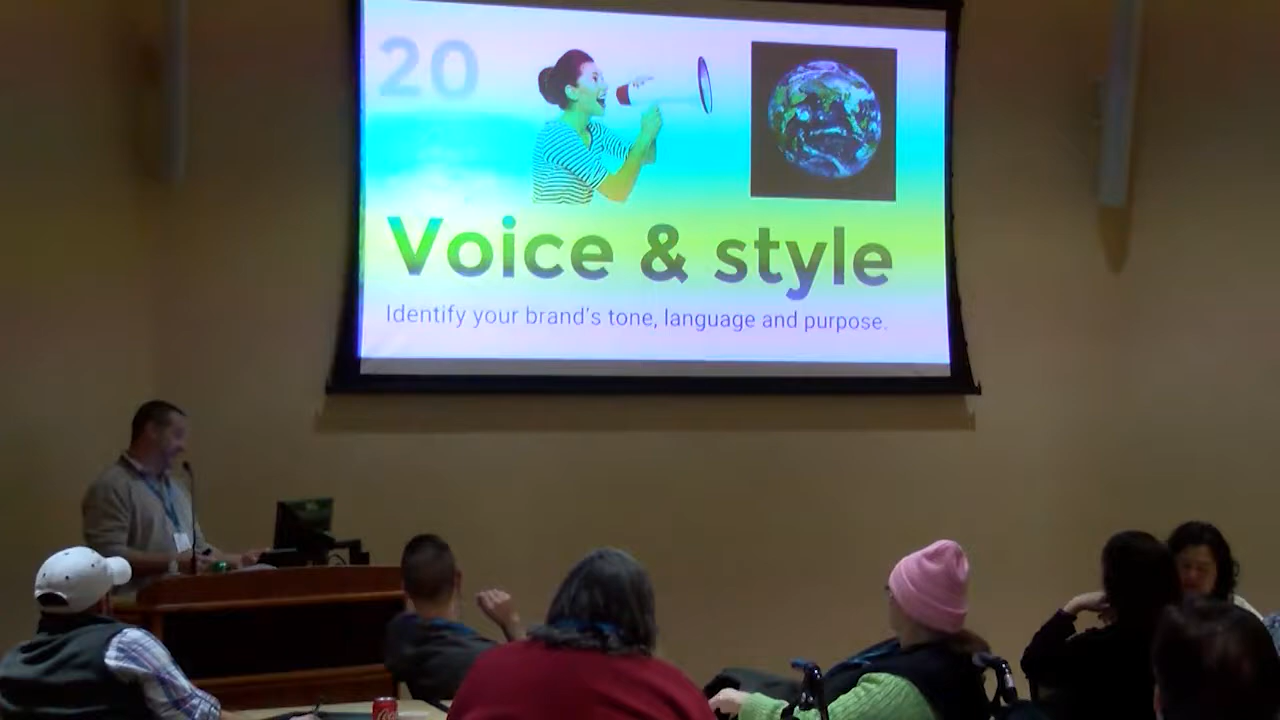 20
Voice & style
Identify your brand's tone, language and purpose.